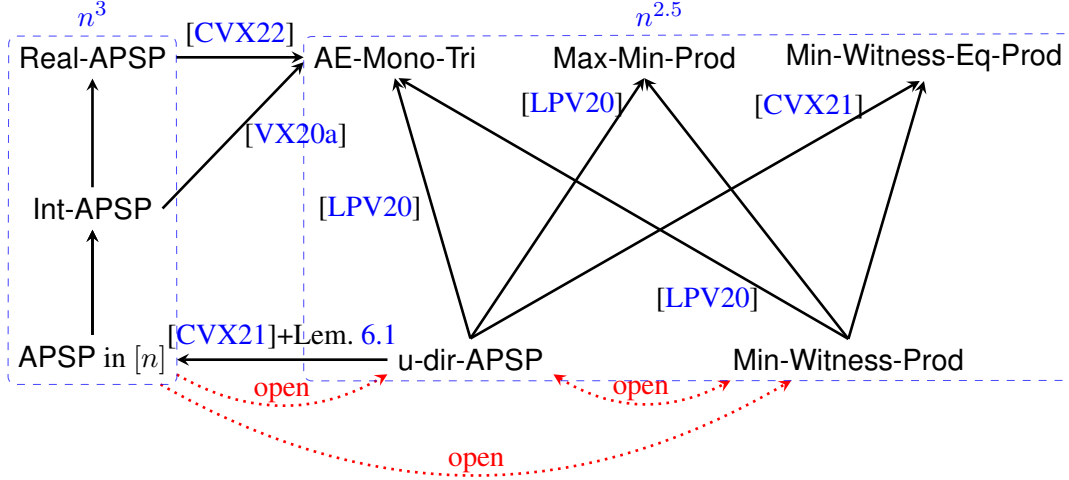 n^3 n^2.5
Real-APSP [CVX22] AE-Mono-Tri Max-Min-Prod Min-Witness-Eq-Prod
[LPV20] [CVX21]
[VX20a]
Int-APSP [LPV20]
[LPV20]
[CVX21]+Lem. 6.1
APSP in [n] u-dir-APSP Min-Witness-Prod
open open
open